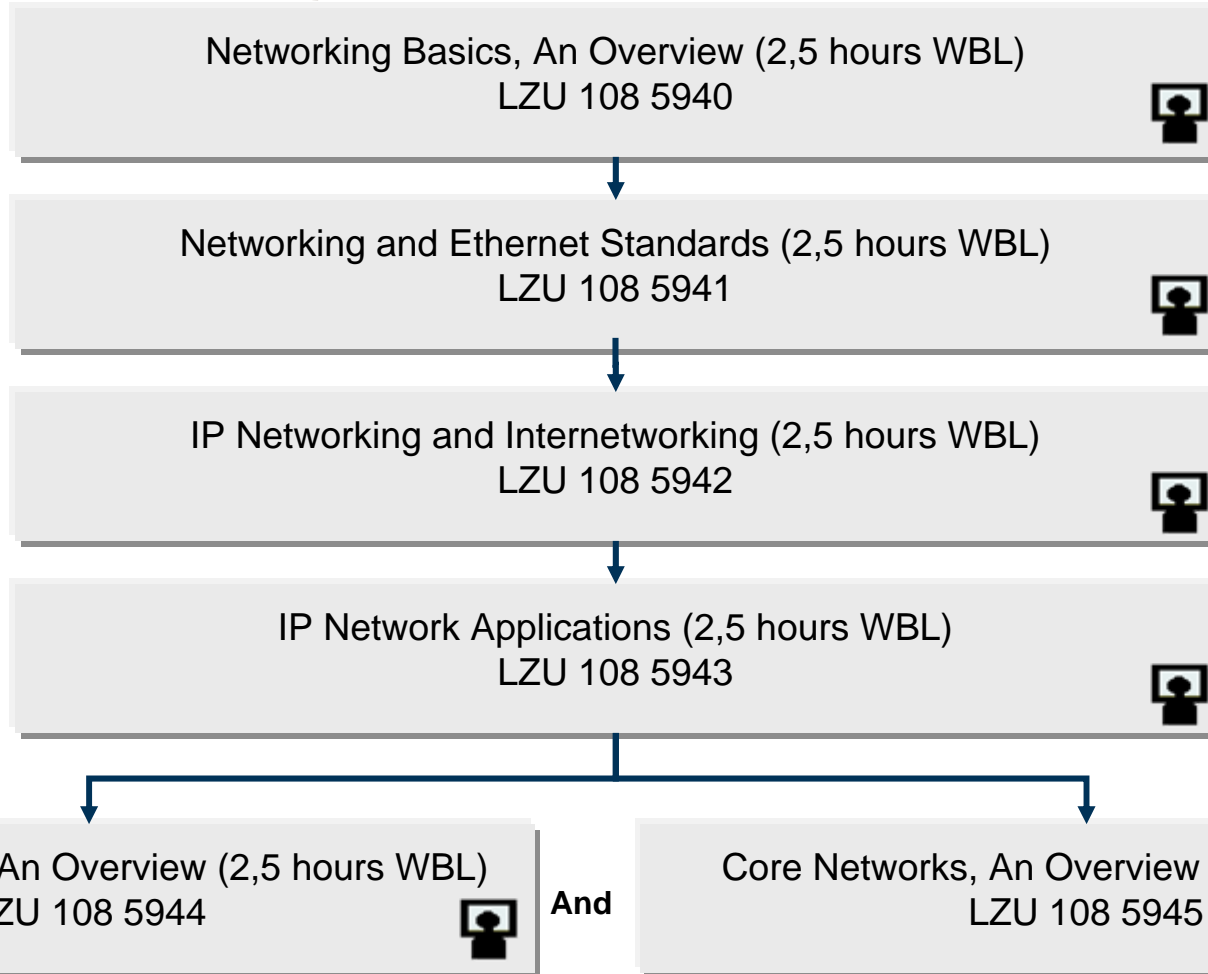 Networking Basics, An Overview (2,5 hours WBL)
LZU 108 5940
Networking and Ethernet Standards (2,5 hours WBL)
LZU 108 5941
IP Networking and Internetworking (2,5 hours WBL)
LZU 108 5942
IP Network Applications (2,5 hours WBL)
LZU 108 5943
An Overview (2,5 hours WBL)
ZU 108 5944
And
Core Networks, An Overview
LZU 108 5945